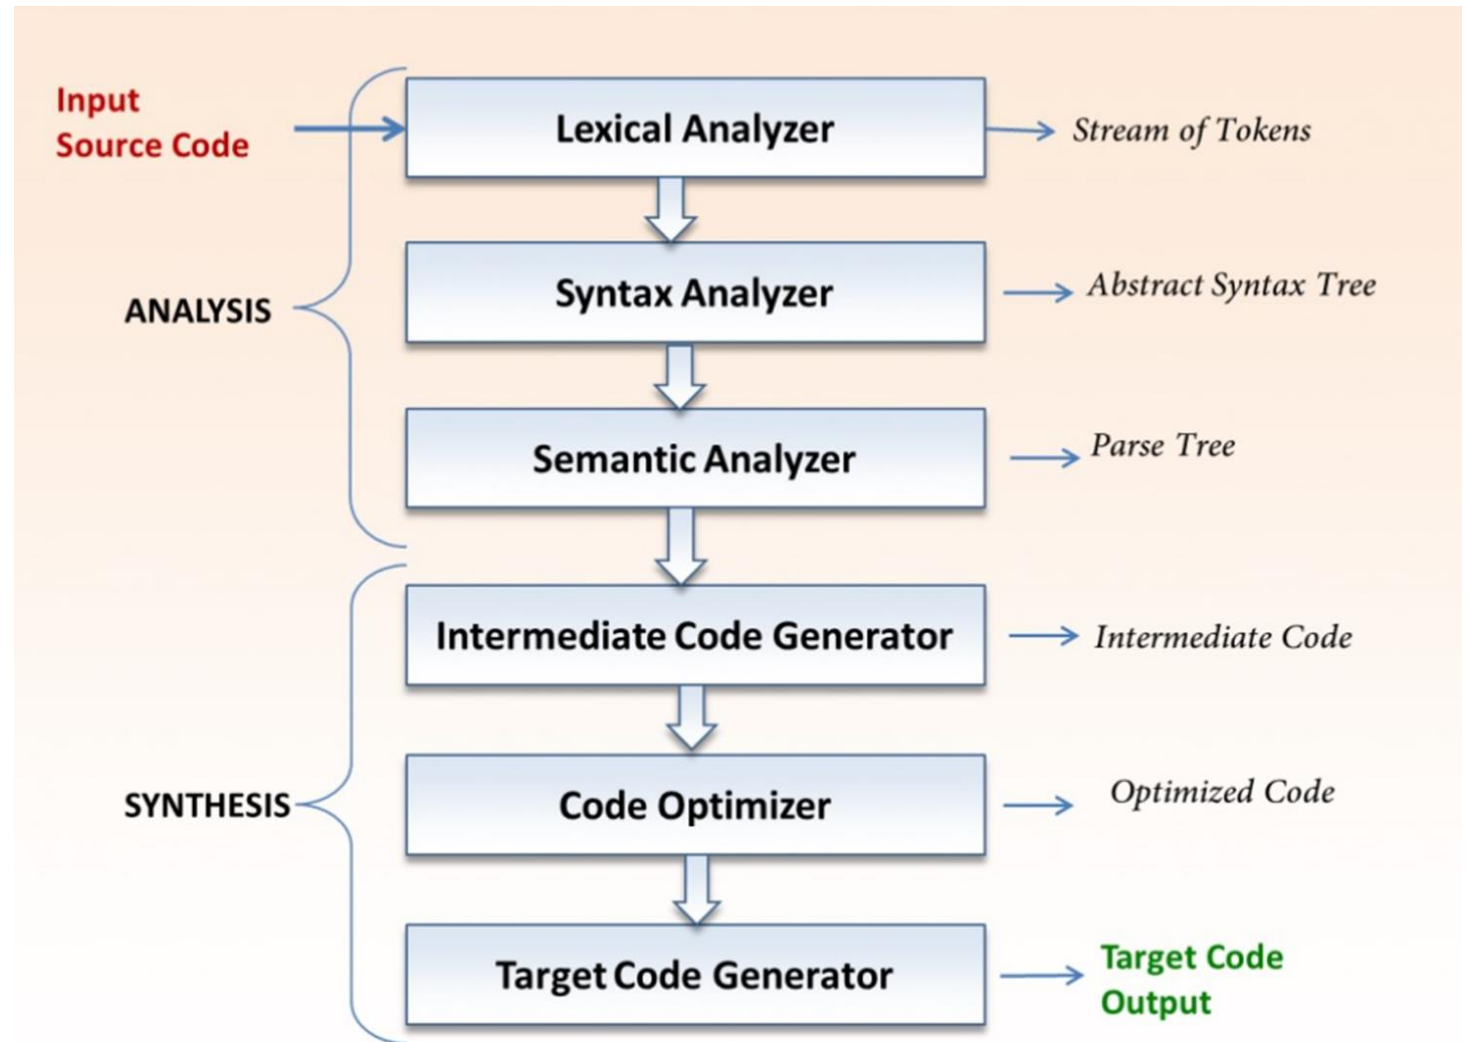 Input
Source Code
Lexical Analyzer
Stream of Tokens
Syntax Analyzer
Abstract Syntax Tree
ANALYSIS
Semantic Analyzer
Parse Tree
Intermediate Code Generator
Intermediate Code
SYNTHESIS
Code Optimizer
Optimized Code
Target Code Generator
Target Code
Output